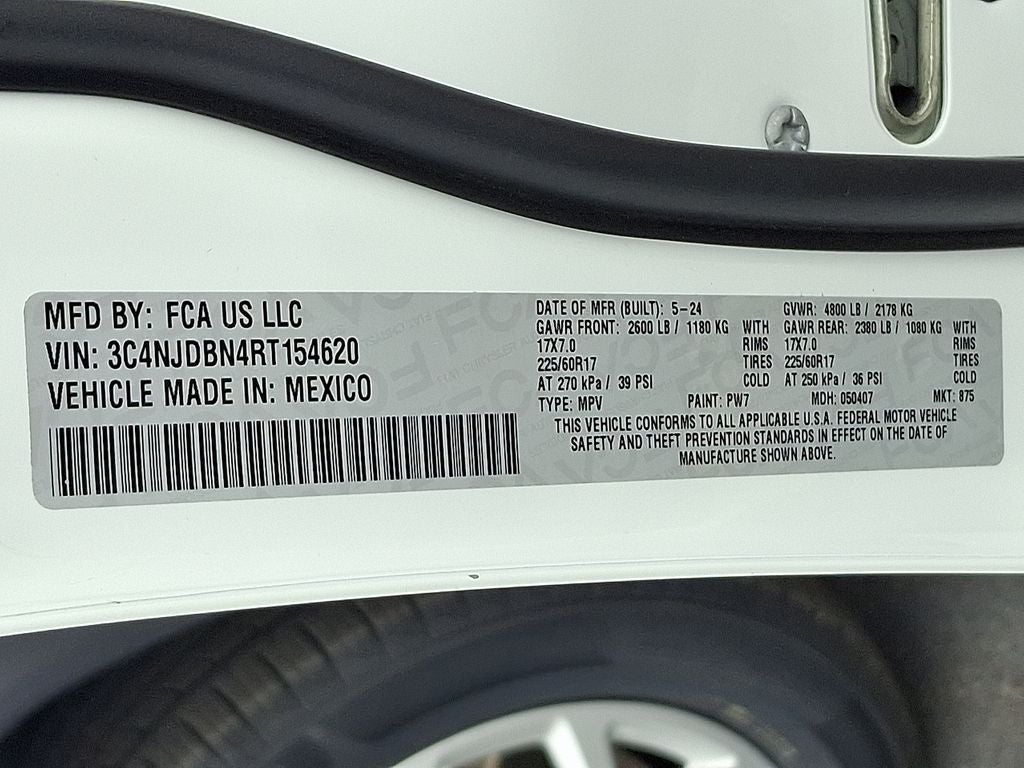 MFD BY: FCA US LLC
VIN: 3C4NJDBN4RT154620
VEHICLE MADE IN: MEXICO
DATE OF MFR (BUILT): 5-24 GVWR: 4800 LB / 2178 KG
GAWR FRONT: 2600 LB / 1180 KG WITH GAWR REAR: 2380 LB / 1080 KG WITH
17X7.0 RIMS 17X7.0 RIMS
225/60R17 TIRES 225/60R17 TIRES
AT 270 kPa / 39 PSI COLD AT 250 kPa / 36 PSI COLD
TYPE: MPV PAINT: PW7 MDH: 050407 MKT: 875
THIS VEHICLE CONFORMS TO ALL APPLICABLE U.S.A. FEDERAL MOTOR VEHICLE
SAFETY AND THEFT PREVENTION STANDARDS IN EFFECT ON THE DATE OF
MANUFACTURE SHOWN ABOVE.